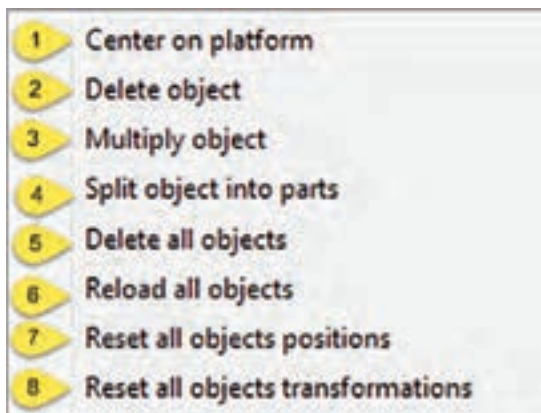 1 Center on platform
2 Delete object
3 Multiply object
4 Split object into parts
5 Delete all objects
6 Reload all objects
7 Reset all objects positions
8 Reset all objects transformations